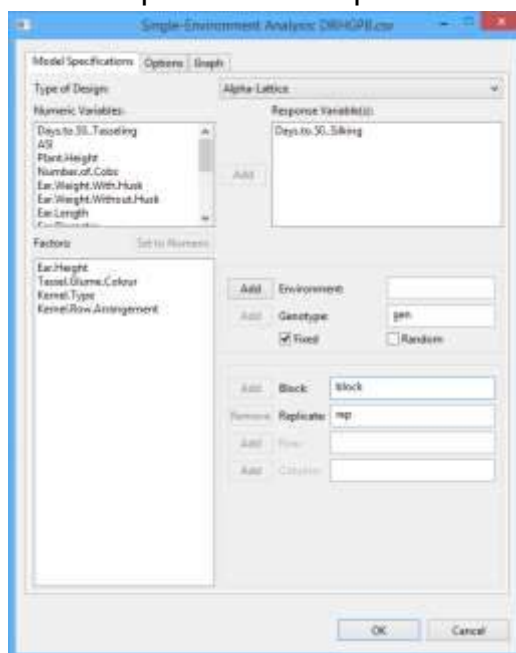 Single-Environment Analysis: DRHGPB.csv
Model Specifications Options Graph
Type of Design: Alpha-Lattice
Numeric Variables: Response Variable(s):
Days.to.50..Tasseling Days.to.50..Silking
ASI
Plant.Height
Number.of.Cobs Add
Ear.Weight.With.Husk
Ear.Weight.Without.Husk
Ear.Length
Factors: Set to Numeric
Ear.Height
Tassel.Glume.Colour Add Environment:
Kernel.Type Add Genotype: gen
Kernel.Row.Arrangement Fixed Random
Add Block: block
Remove Replicate: rep
Add Row:
Add Column:
OK Cancel